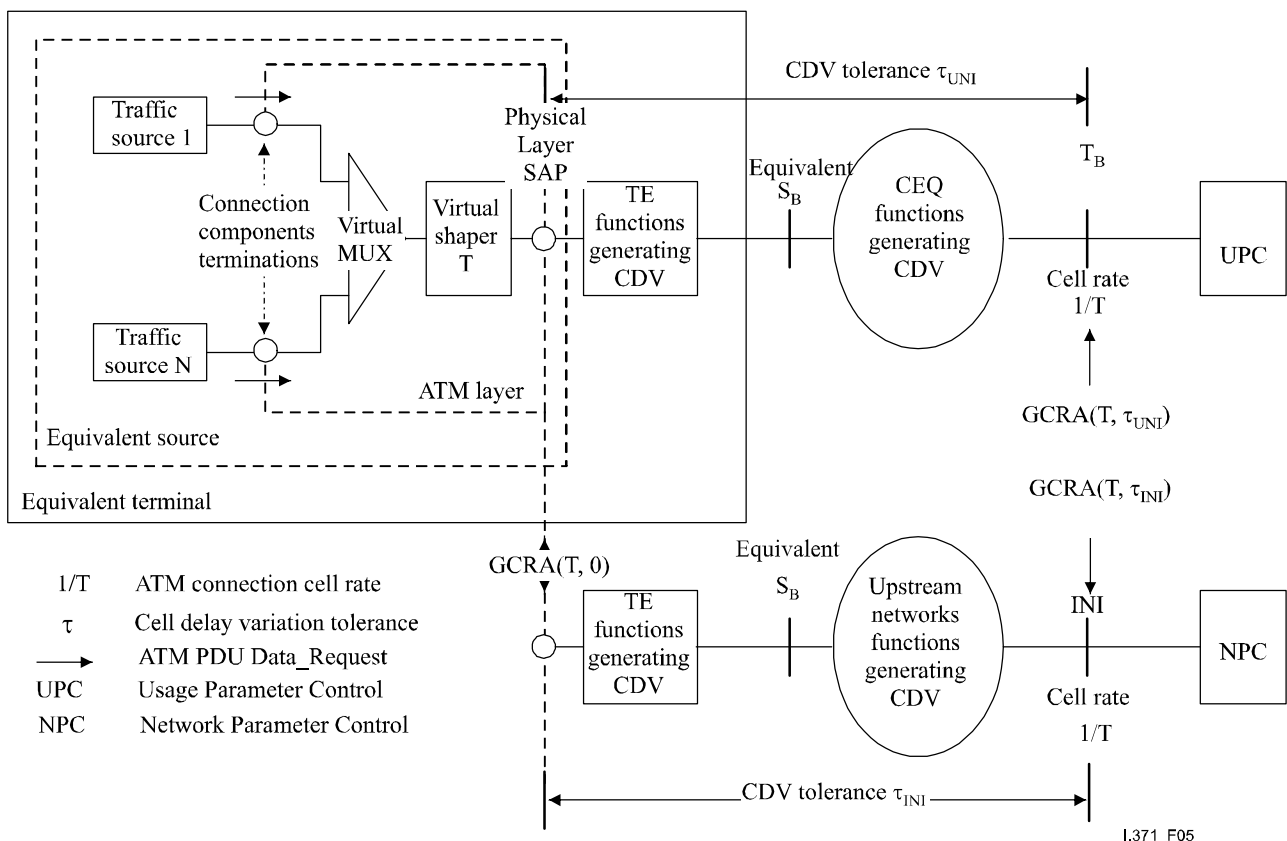 CDV tolerance τUNI
Traffic
source 1
Physical
Layer
SAP
TB
Equivalent
SB
Connection
components
terminations
Virtual
MUX
Virtual
shaper
T
TE
functions
generating
CDV
CEQ
functions
generating
CDV
UPC
Cell rate
1/T
Traffic
source N
ATM layer
GCRA(T, τUNI)
Equivalent source
GCRA(T, τINI)
Equivalent terminal
GCRA(T, 0)
Equivalent
SB
1/T ATM connection cell rate
τ Cell delay variation tolerance
ATM PDU Data_Request
UPC Usage Parameter Control
NPC Network Parameter Control
TE
functions
generating
CDV
Upstream
networks
functions
generating
CDV
INI
NPC
Cell rate
1/T
CDV tolerance τINI
I.371_F05